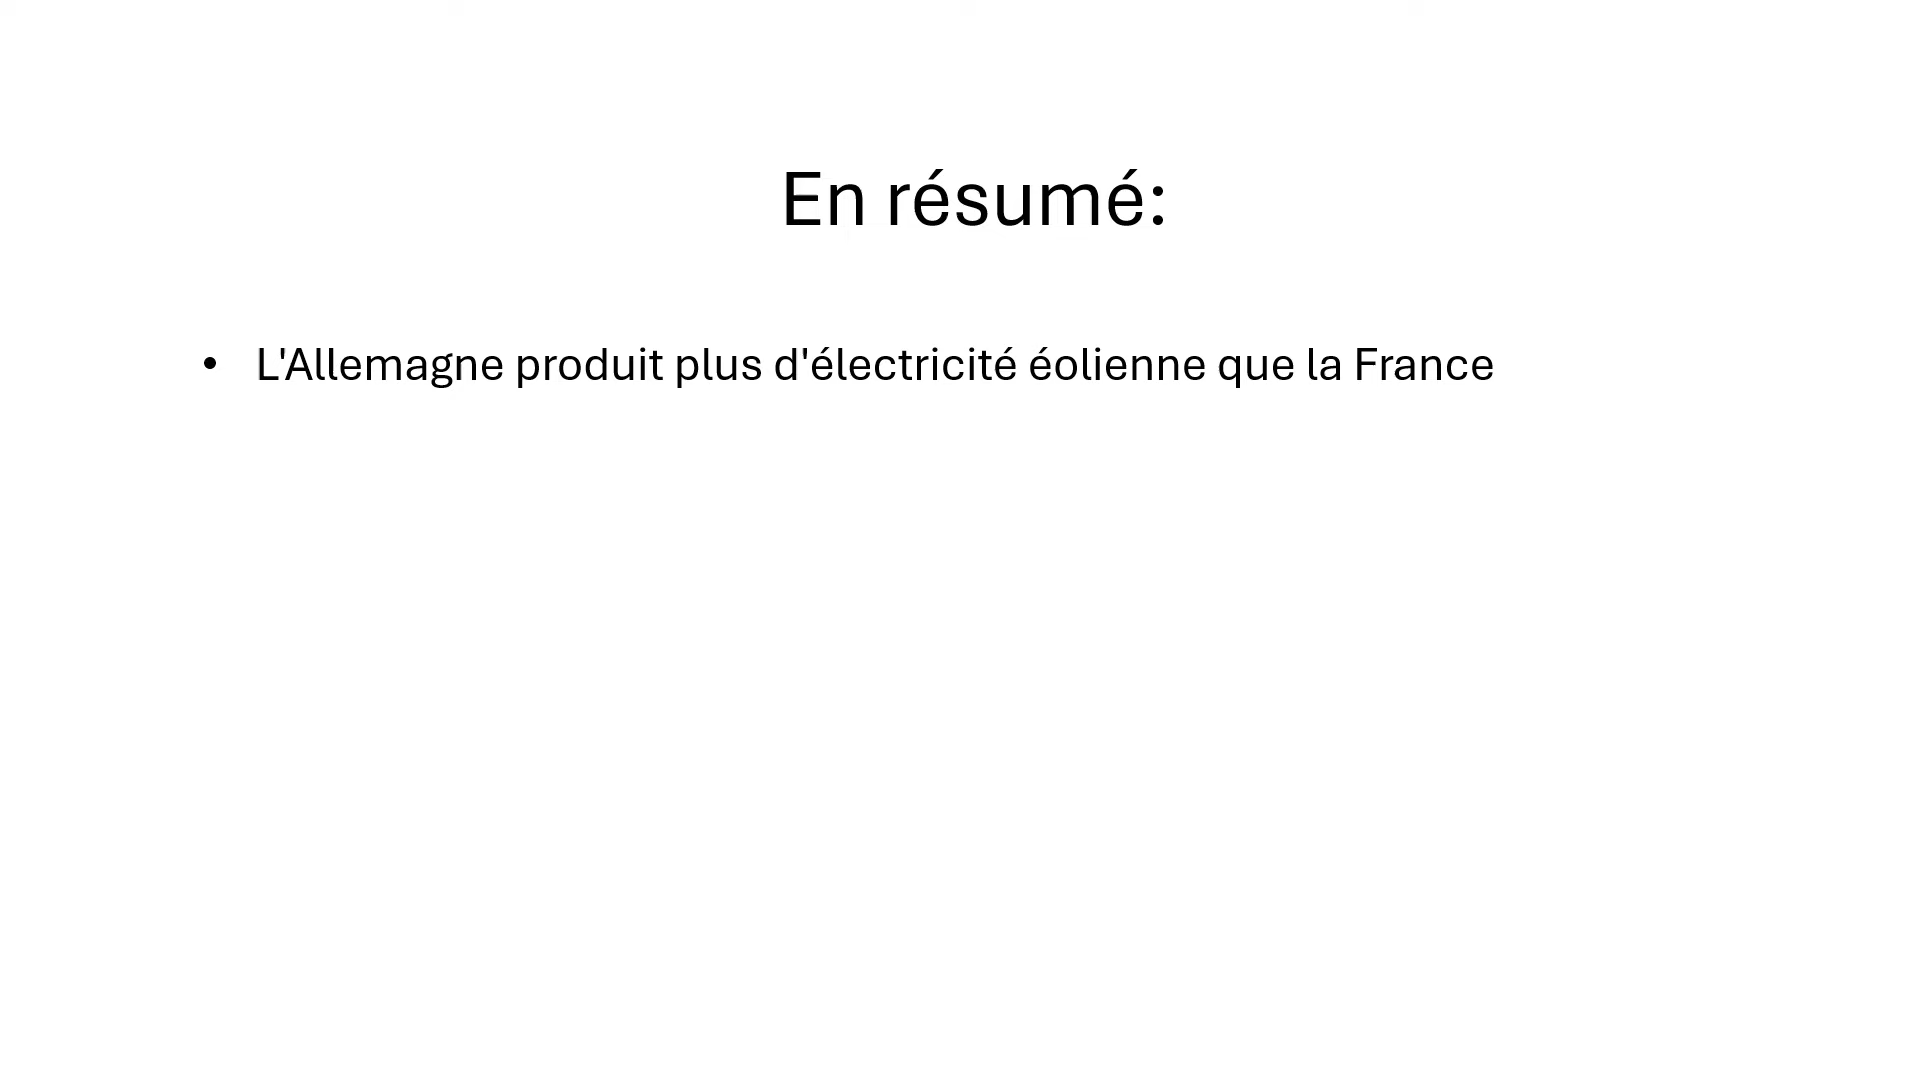 En résumé:
• L'Allemagne produit plus d'électricité éolienne que la France